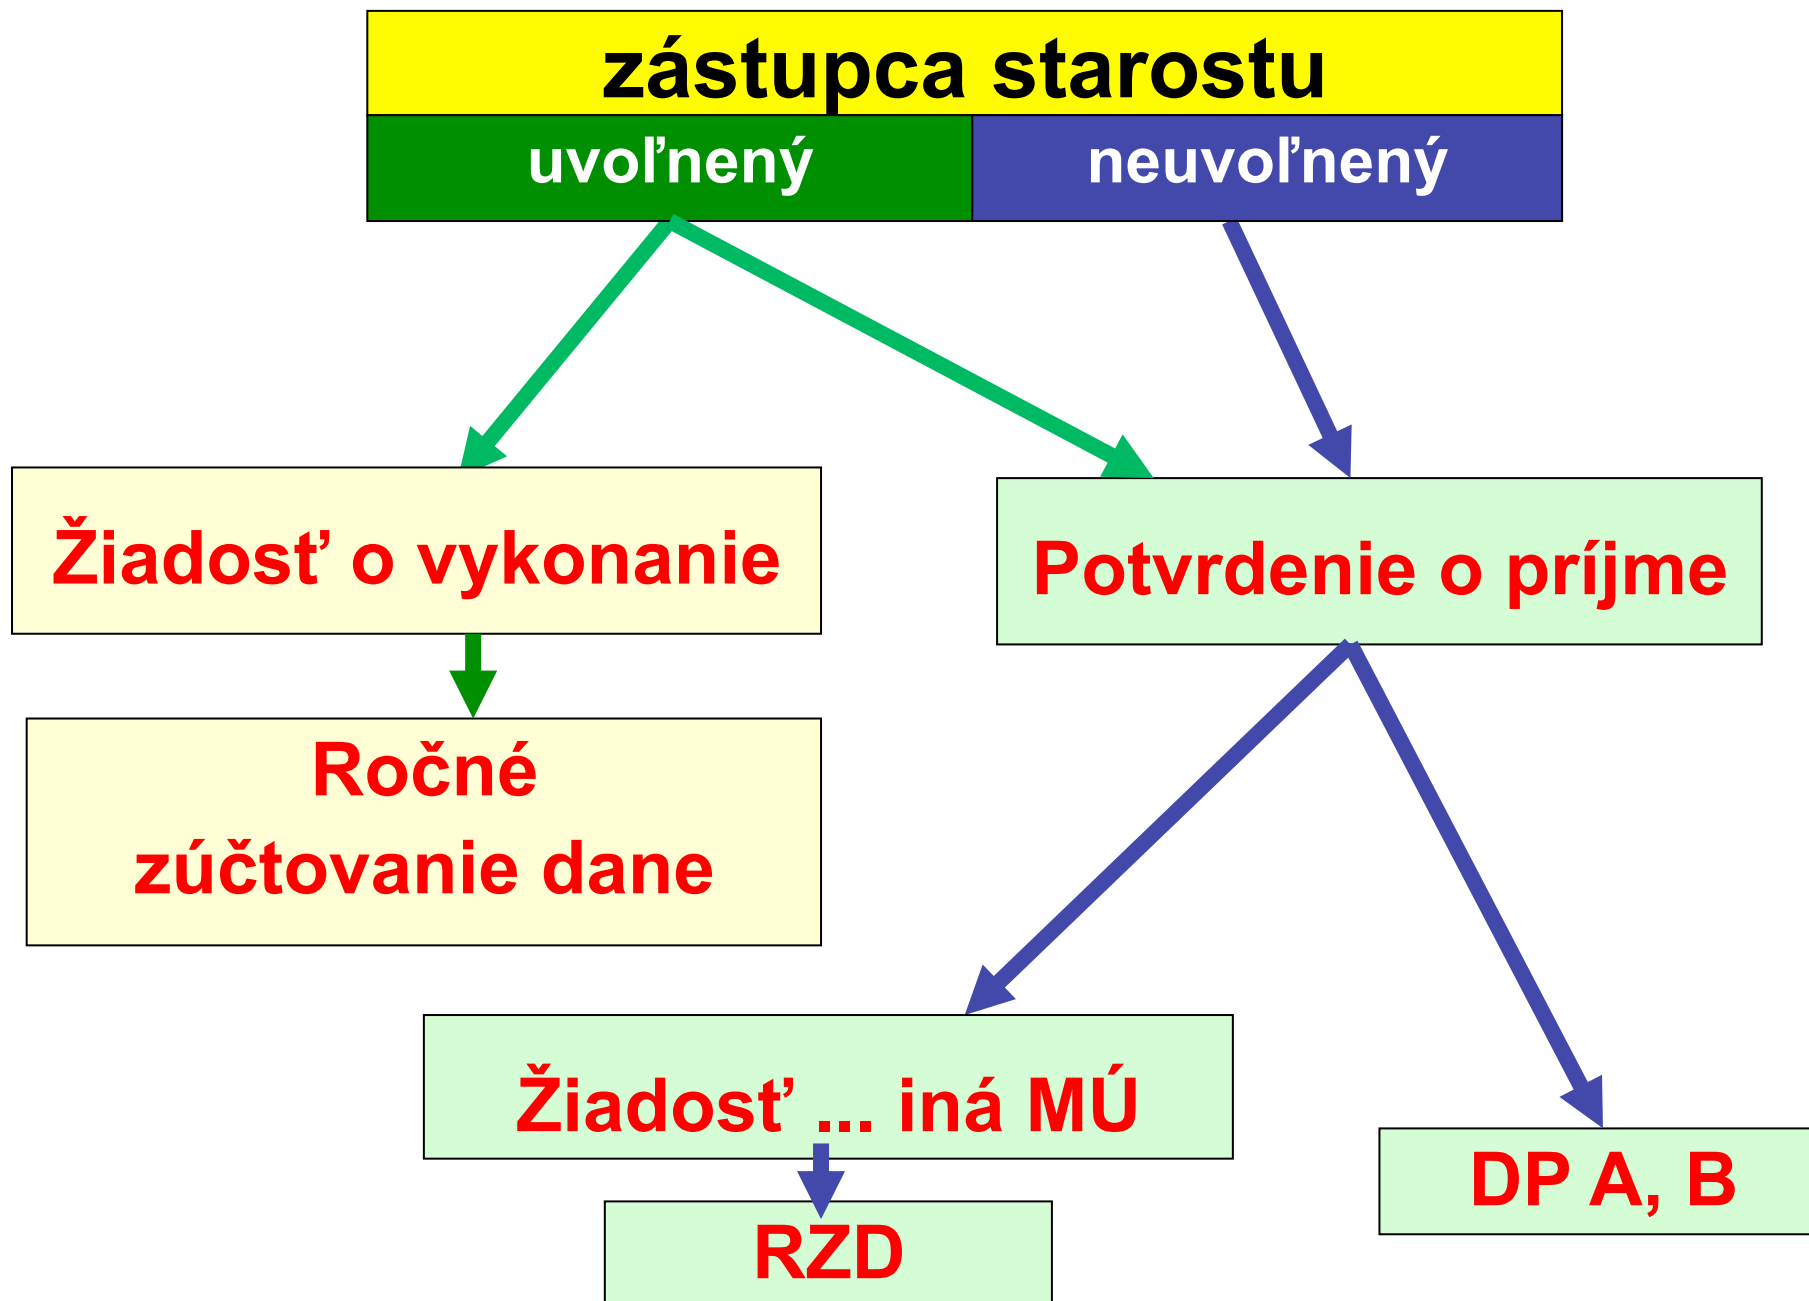 zástupca starostu
uvoľnený
neuvoľnený
Žiadosť o vykonanie
Potvrdenie o príjme
Ročné
zúčtovanie dane
Žiadosť ... iná MÚ
DP A, B
RZD